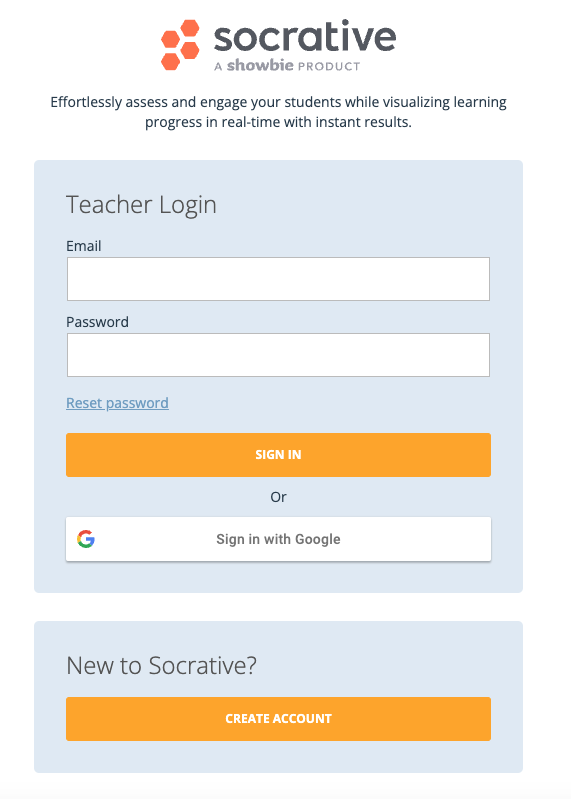 socrative
A showbie PRODUCT
Effortlessly assess and engage your students while visualizing learning
progress in real-time with instant results.
Teacher Login
Email
Password
Reset password
SIGN IN
Or
Sign in with Google
New to Socrative?
CREATE ACCOUNT